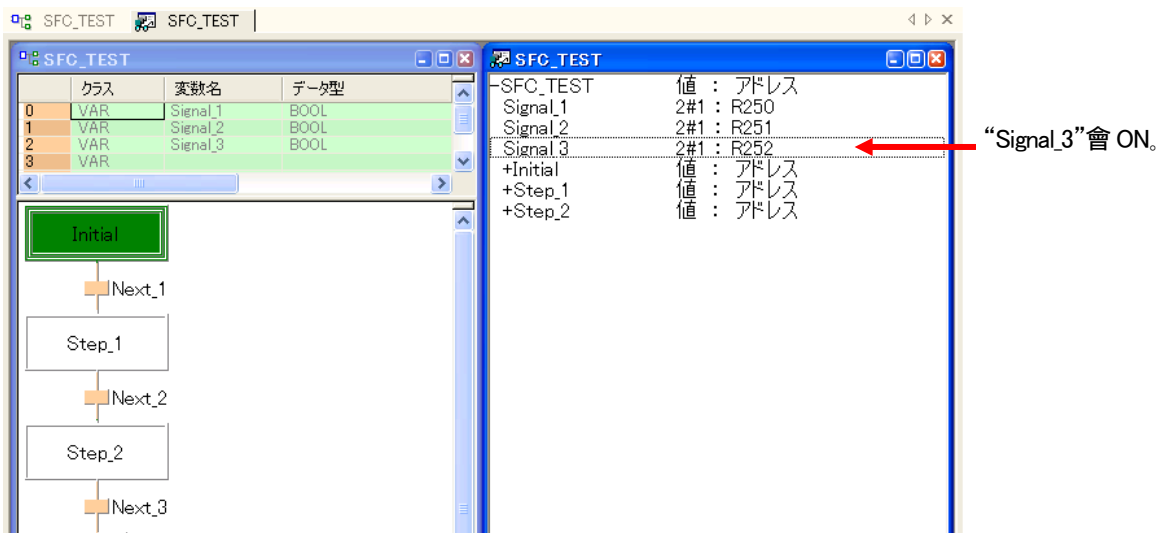 SFC_TEST SFC_TEST
SFC_TEST
クラス 変数名 データ型
0 VAR Signal_1 BOOL
1 VAR Signal_2 BOOL
2 VAR Signal_3 BOOL
3 VAR
Initial
Next_1
Step_1
Next_2
Step_2
Next_3
SFC_TEST
-SFC_TEST 値 : アドレス
Signal_1 2#1 : R250
Signal_2 2#1 : R251
Signal_3 2#1 : R252
+Initial 値 : アドレス
+Step_1 値 : アドレス
+Step_2 値 : アドレス
“Signal_3”會 ON。